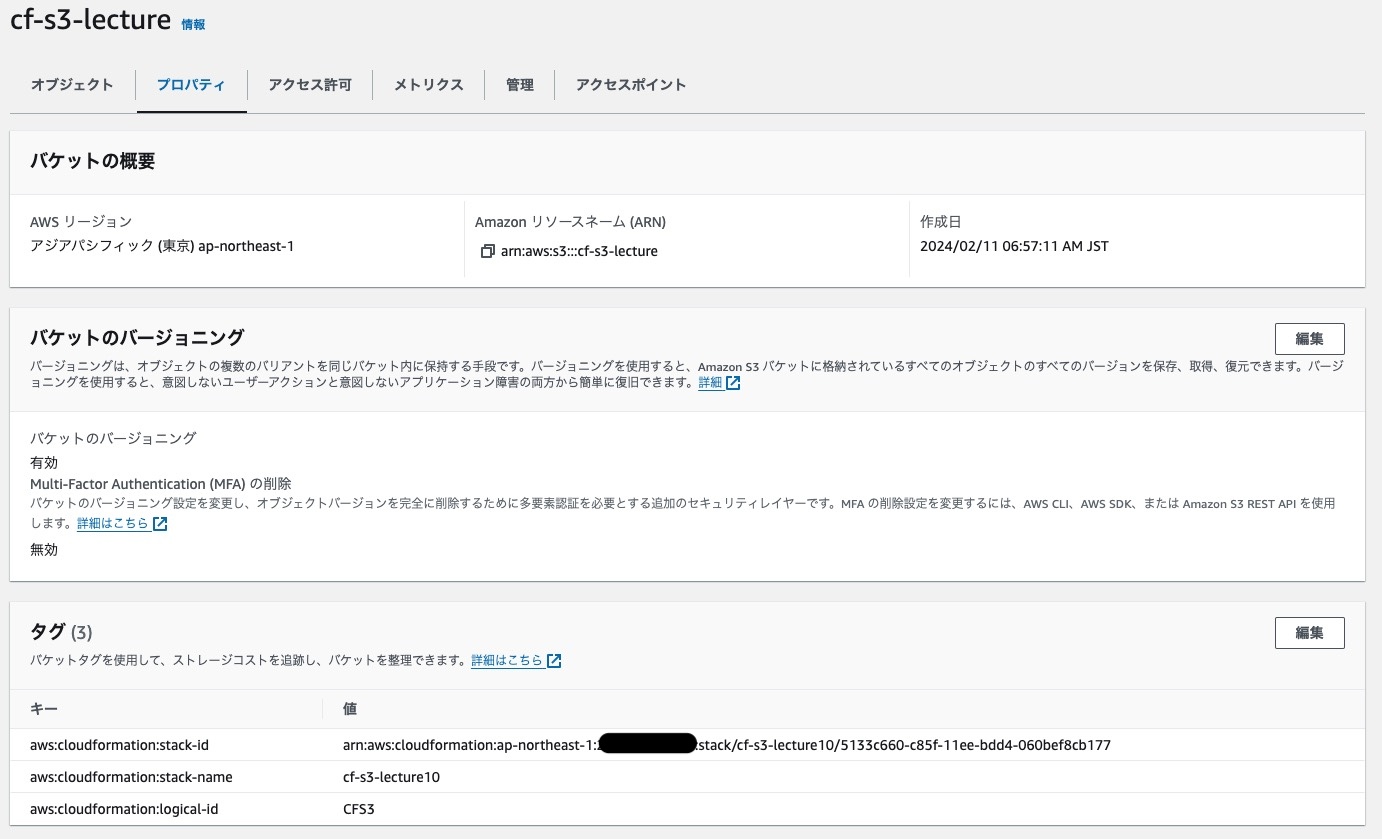 cf-s3-lecture 情報
オブジェクト プロパティ アクセス許可 メトリクス 管理 アクセスポイント
バケットの概要
AWS リージョン
アジアパシフィック (東京) ap-northeast-1
Amazon リソースネーム (ARN)
arn:aws:s3:::cf-s3-lecture
作成日
2024/02/11 06:57:11 AM JST
バケットのバージョニング
編集
バージョニングは、オブジェクトの複数のバリアントを同じバケット内に保持する手段です。バージョニングを使用すると、Amazon S3 バケットに格納されているすべてのオブジェクトのすべてのバージョンを保存、取得、復元できます。バージ
ョニングを使用すると、意図しないユーザーアクションと意図しないアプリケーション障害の両方から簡単に復旧できます。詳細
バケットのバージョニング
有効
Multi-Factor Authentication (MFA) の削除
バケットのバージョニング設定を変更し、オブジェクトバージョンを完全に削除するために多要素認証を必要とする追加のセキュリティレイヤーです。MFA の削除設定を変更するには、AWS CLI、AWS SDK、または Amazon S3 REST API を使用
します。詳細はこちら
無効
タグ (3)
編集
バケットタグを使用して、ストレージコストを追跡し、バケットを整理できます。詳細はこちら
キー 値
aws:cloudformation:stack-id arn:aws:cloudformation:ap-northeast-1: :stack/cf-s3-lecture10/5133c660-c85f-11ee-bdd4-060bef8cb177
aws:cloudformation:stack-name cf-s3-lecture10
aws:cloudformation:logical-id CFS3